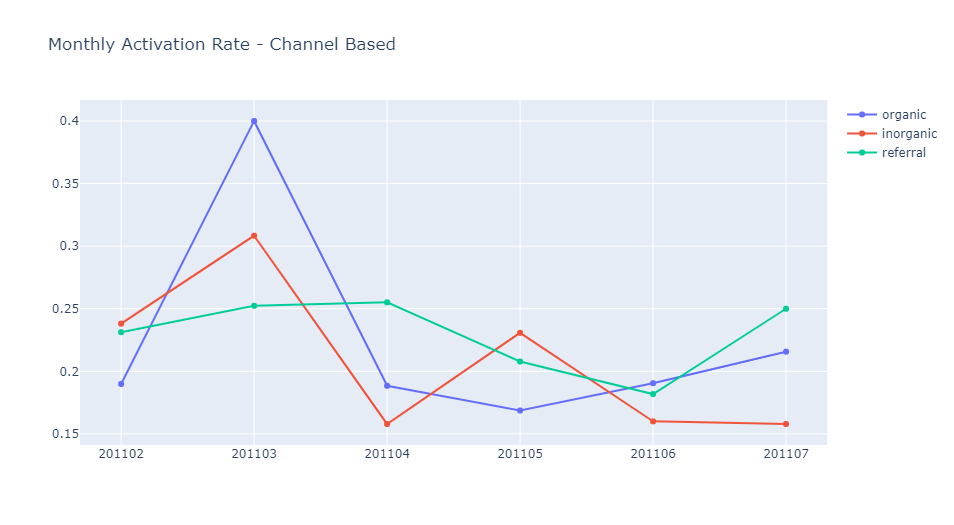 Monthly Activation Rate - Channel Based
organic
inorganic
referral
0.4
0.35
0.3
0.25
0.2
0.15
201102 201103 201104 201105 201106 201107